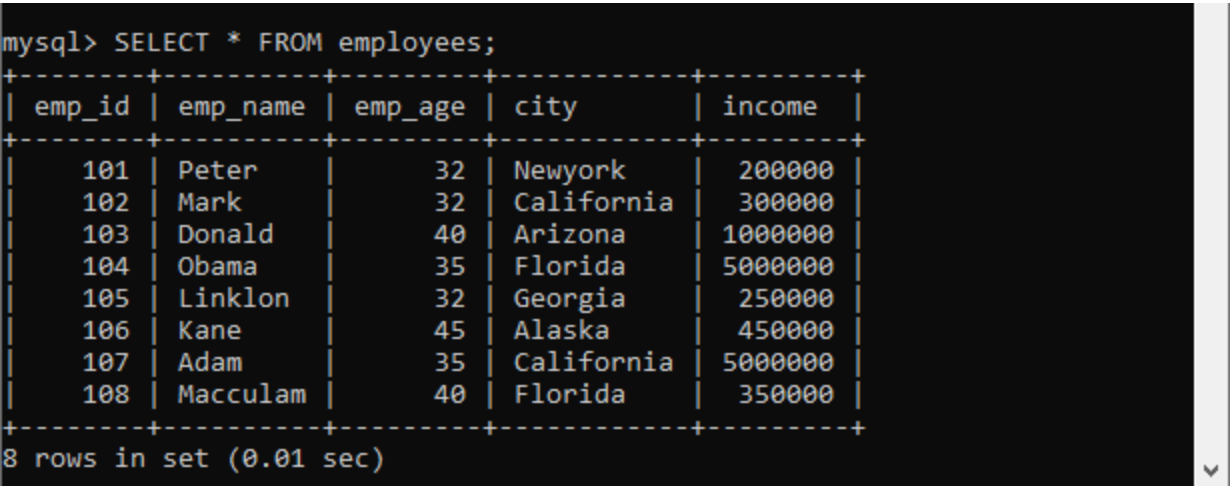 mysql> SELECT * FROM employees;
+--------+----------+---------+------------+---------+
| emp_id | emp_name | emp_age | city       | income  |
+--------+----------+---------+------------+---------+
|    101 | Peter    |      32 | Newyork    |  200000 |
|    102 | Mark     |      32 | California |  300000 |
|    103 | Donald   |      40 | Arizona    | 1000000 |
|    104 | Obama    |      35 | Florida    | 5000000 |
|    105 | Linklon  |      32 | Georgia    |  250000 |
|    106 | Kane     |      45 | Alaska     |  450000 |
|    107 | Adam     |      35 | California | 5000000 |
|    108 | Macculam |      40 | Florida    |  350000 |
+--------+----------+---------+------------+---------+
8 rows in set (0.01 sec)